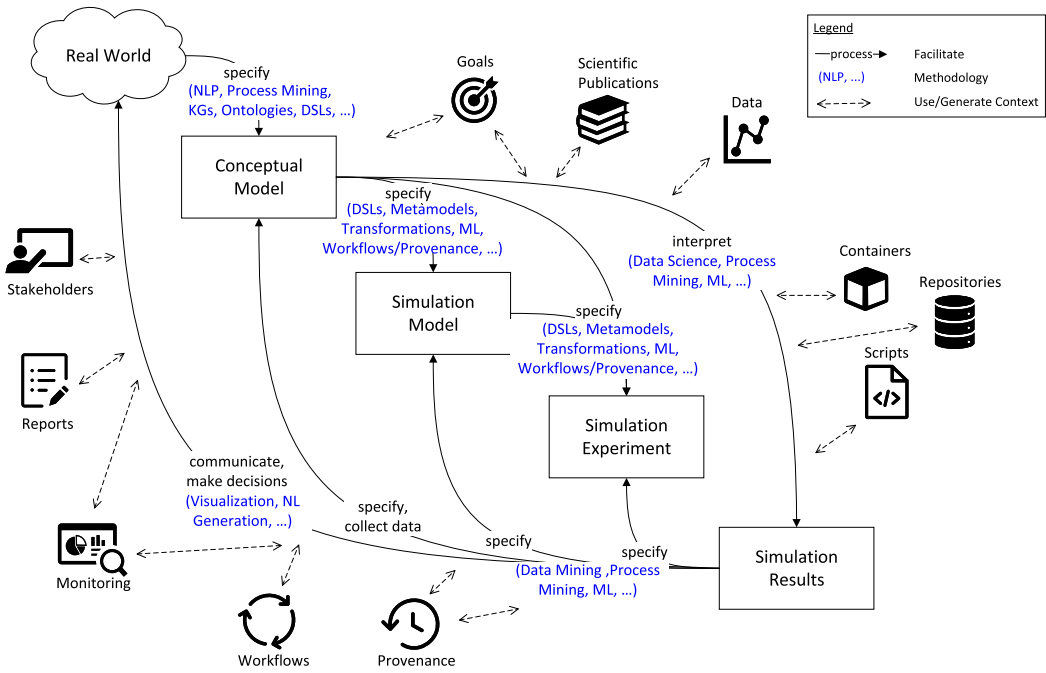 Real World
specify
(NLP, Process Mining,
KGs, Ontologies, DSLs, ...)
Goals
Scientific
Publications
Data
Legend
process
Facilitate
(NLP, ...)
Methodology
Use/Generate Context
Conceptual
Model
specify
(DSLs, Metamodels,
Transformations, ML,
Workflows/Provenance, ...)
interpret
(Data Science, Process
Mining, ML, ...)
Containers
Repositories
Scripts
Stakeholders
Simulation
Model
specify
(DSLs, Metamodels,
Transformations, ML,
Workflows/Provenance, ...)
Reports
Simulation
Experiment
communicate,
make decisions
(Visualization, NL
Generation, ...)
specify,
collect data
specify
specify
(Data Mining ,Process
Mining, ML, ...)
Simulation
Results
Monitoring
Workflows
Provenance